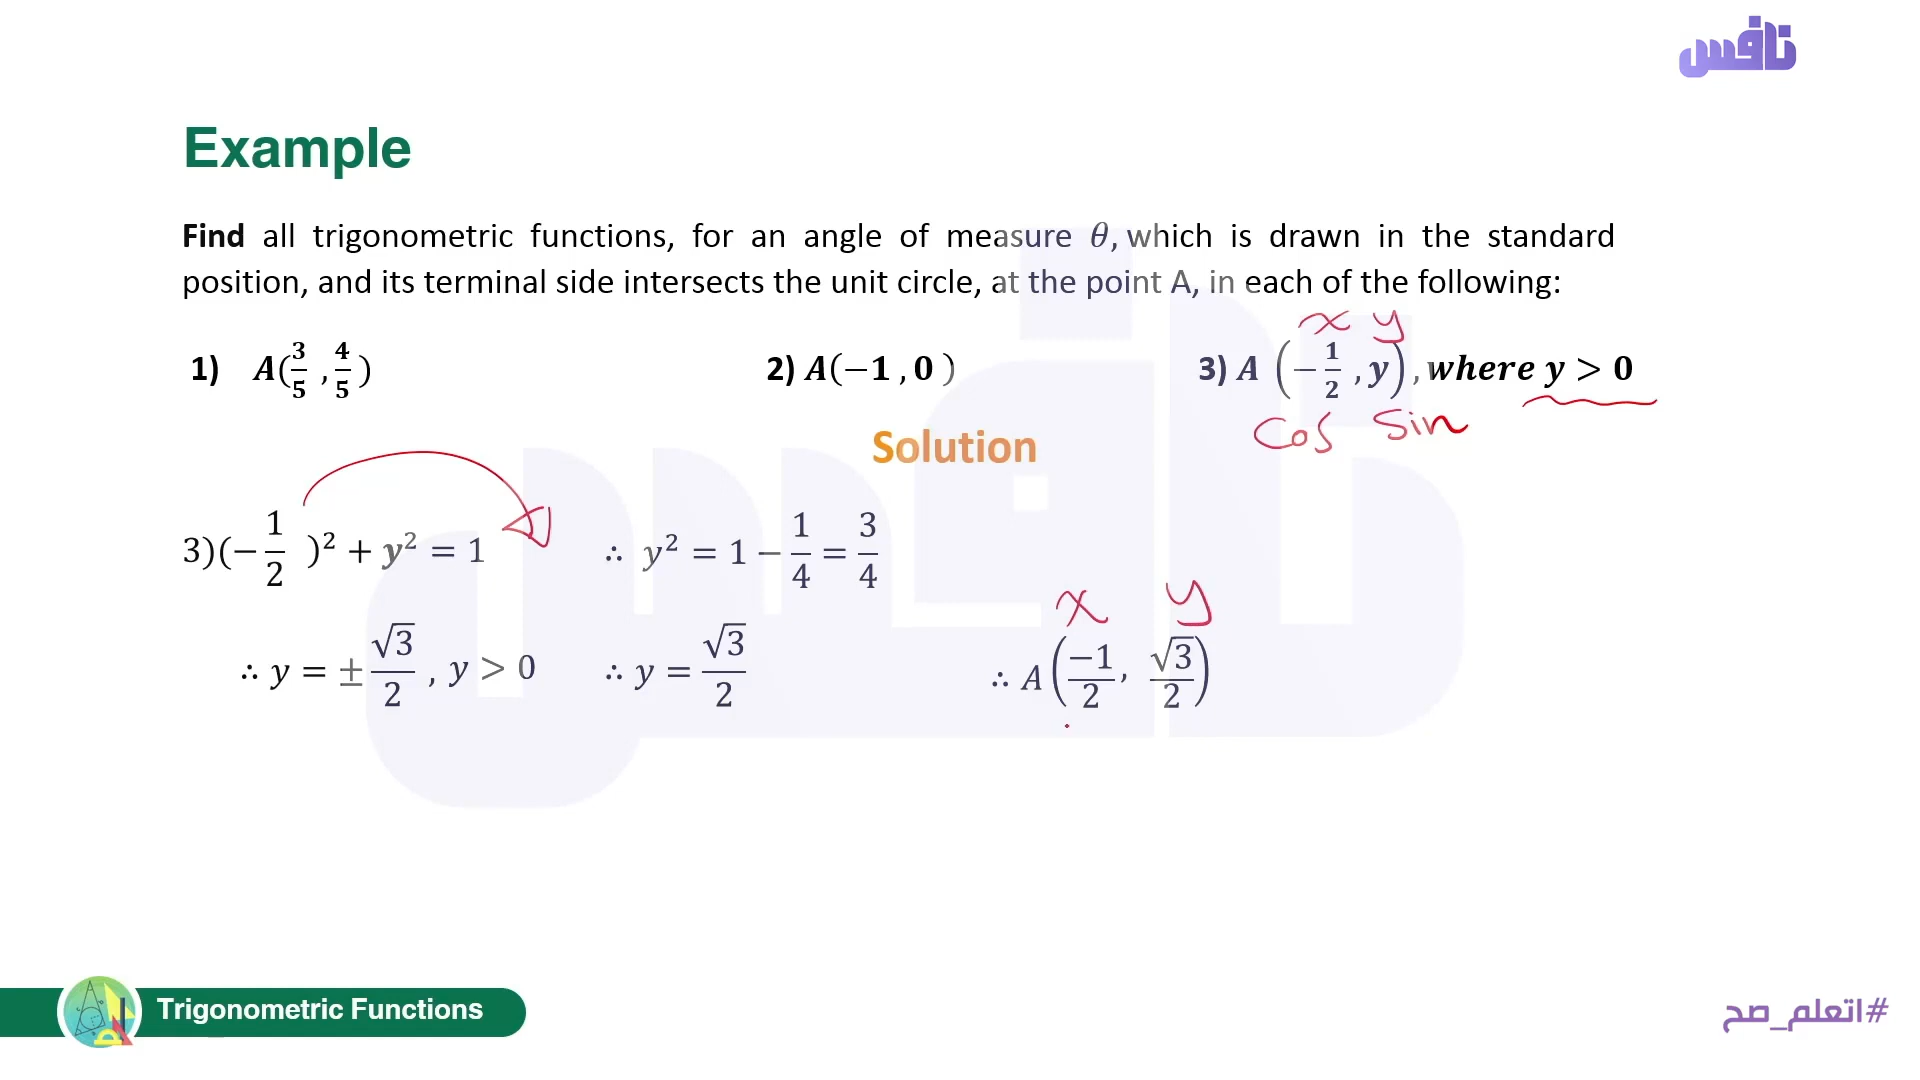 نافس
Example
Find all trigonometric functions, for an angle of measure θ, which is drawn in the standard
position, and its terminal side intersects the unit circle, at the point A, in each of the following:
x y
1) A(3/5 , 4/5) 2) A(−1 , 0 ) 3) A (−1/2 , y) , where y > 0
Cos Sin
Solution
3)(−1/2 )² + y² = 1 ∴ y² = 1 − 1/4 = 3/4
x y
∴ y = ± √3/2 , y > 0 ∴ y = √3/2 ∴ A(−1/2, √3/2)
Trigonometric Functions
#اتعلم_صح